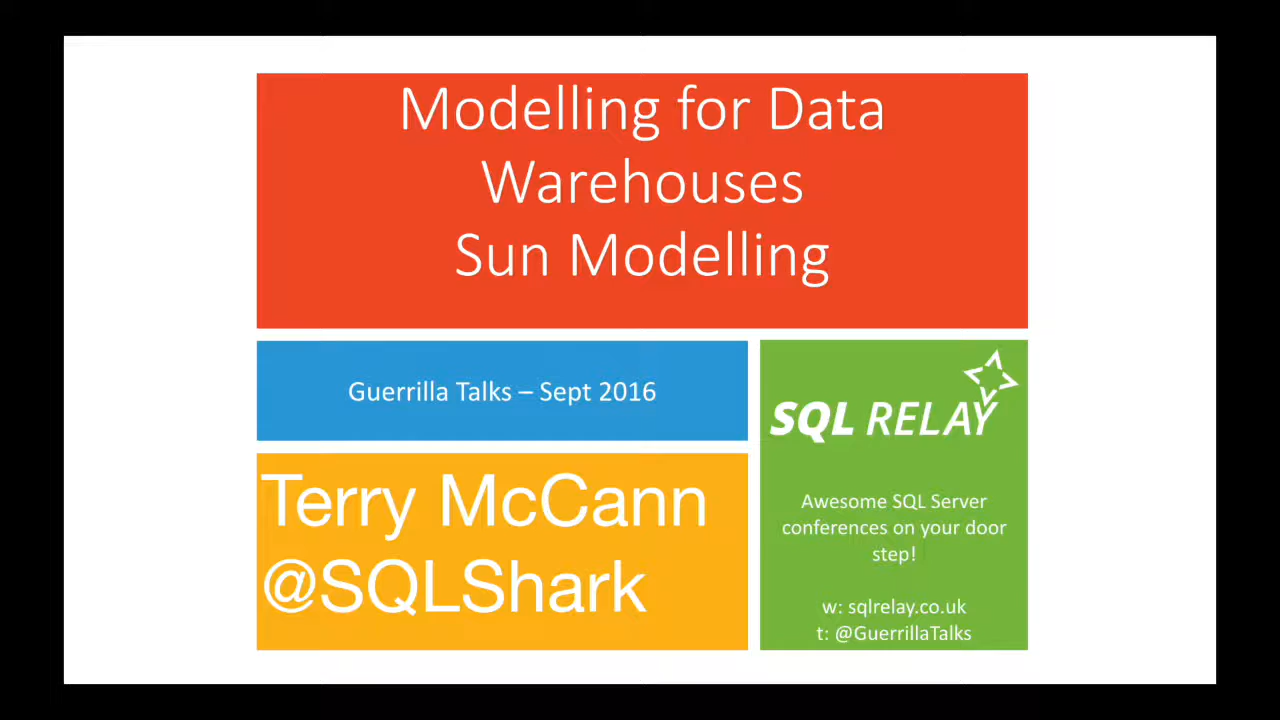 Modelling for Data
Warehouses
Sun Modelling
Guerrilla Talks – Sept 2016
Terry McCann
@SQLShark
SQL RELAY
Awesome SQL Server
conferences on your door
step!
w: sqlrelay.co.uk
t: @GuerrillaTalks